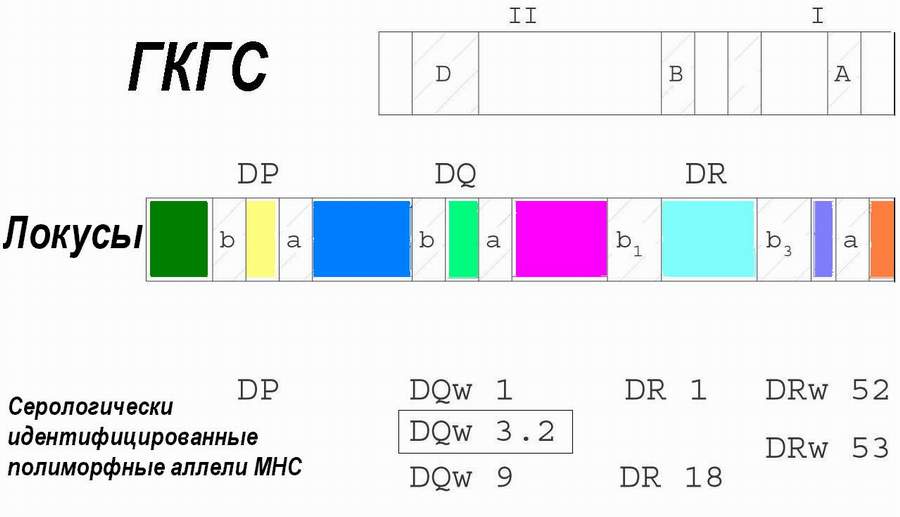 II I
ГКГС
D B A
DP DQ DR
Локусы
b a b a b1 b3 a
DP DQw 1 DR 1 DRw 52
Серологически
идентифицированные
полиморфные аллели МНС
DQw 3.2
DRw 53
DQw 9 DR 18